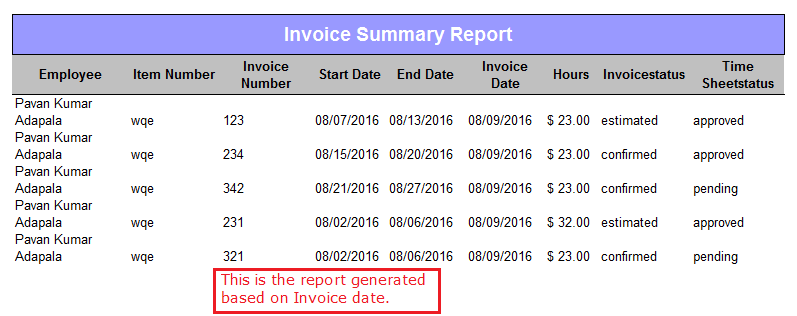 Invoice Summary Report
Employee Item Number Invoice Number Start Date End Date Invoice Date Hours Invoicestatus Time Sheetstatus
Pavan Kumar
Adapala wqe 123 08/07/2016 08/13/2016 08/09/2016 $ 23.00 estimated approved
Pavan Kumar
Adapala wqe 234 08/15/2016 08/20/2016 08/09/2016 $ 23.00 confirmed approved
Pavan Kumar
Adapala wqe 342 08/21/2016 08/27/2016 08/09/2016 $ 23.00 confirmed pending
Pavan Kumar
Adapala wqe 231 08/02/2016 08/06/2016 08/09/2016 $ 32.00 estimated approved
Pavan Kumar
Adapala wqe 321 08/02/2016 08/06/2016 08/09/2016 $ 23.00 confirmed pending
This is the report generated
based on Invoice date.